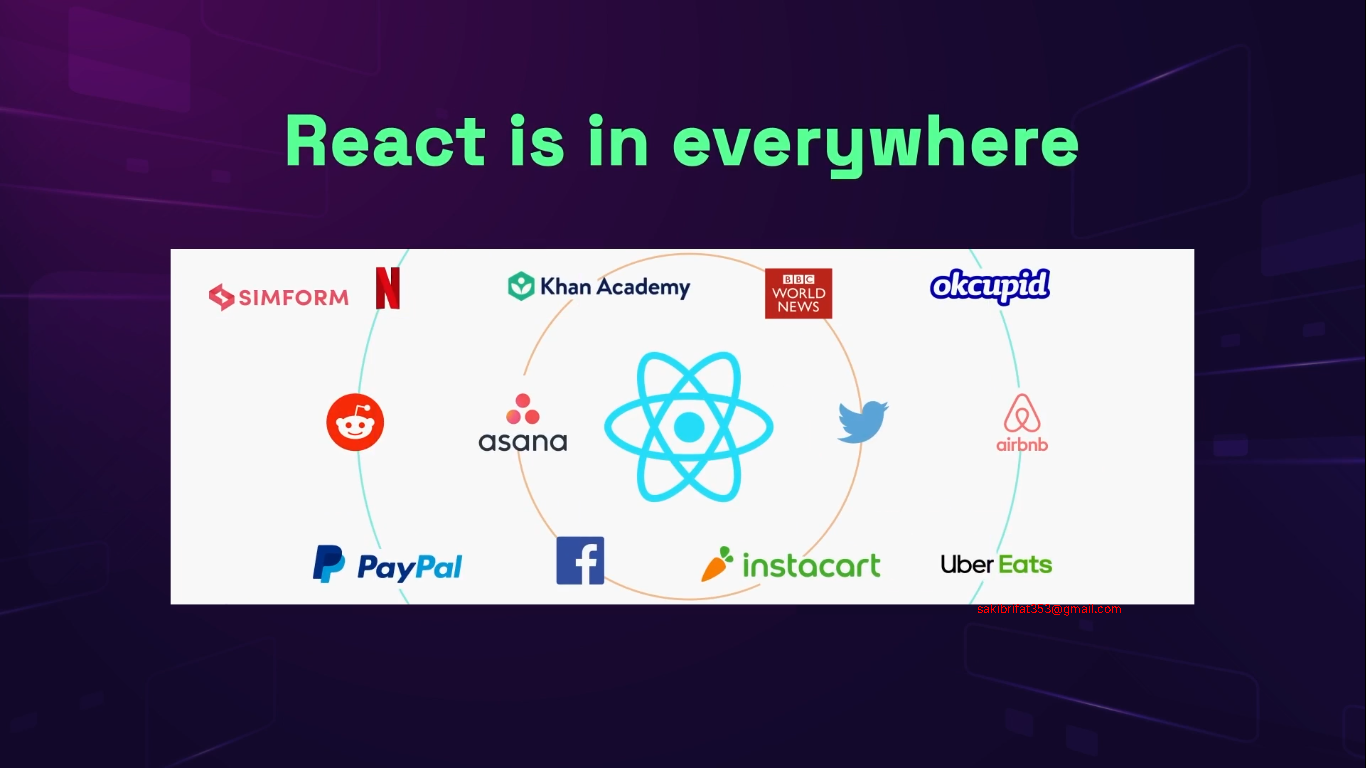 React is in everywhere
SIMFORM
N
Khan Academy
BBC
WORLD
NEWS
okcupid
asana
airbnb
PayPal
f
instacart
Uber Eats
sakibrifat353@gmail.com